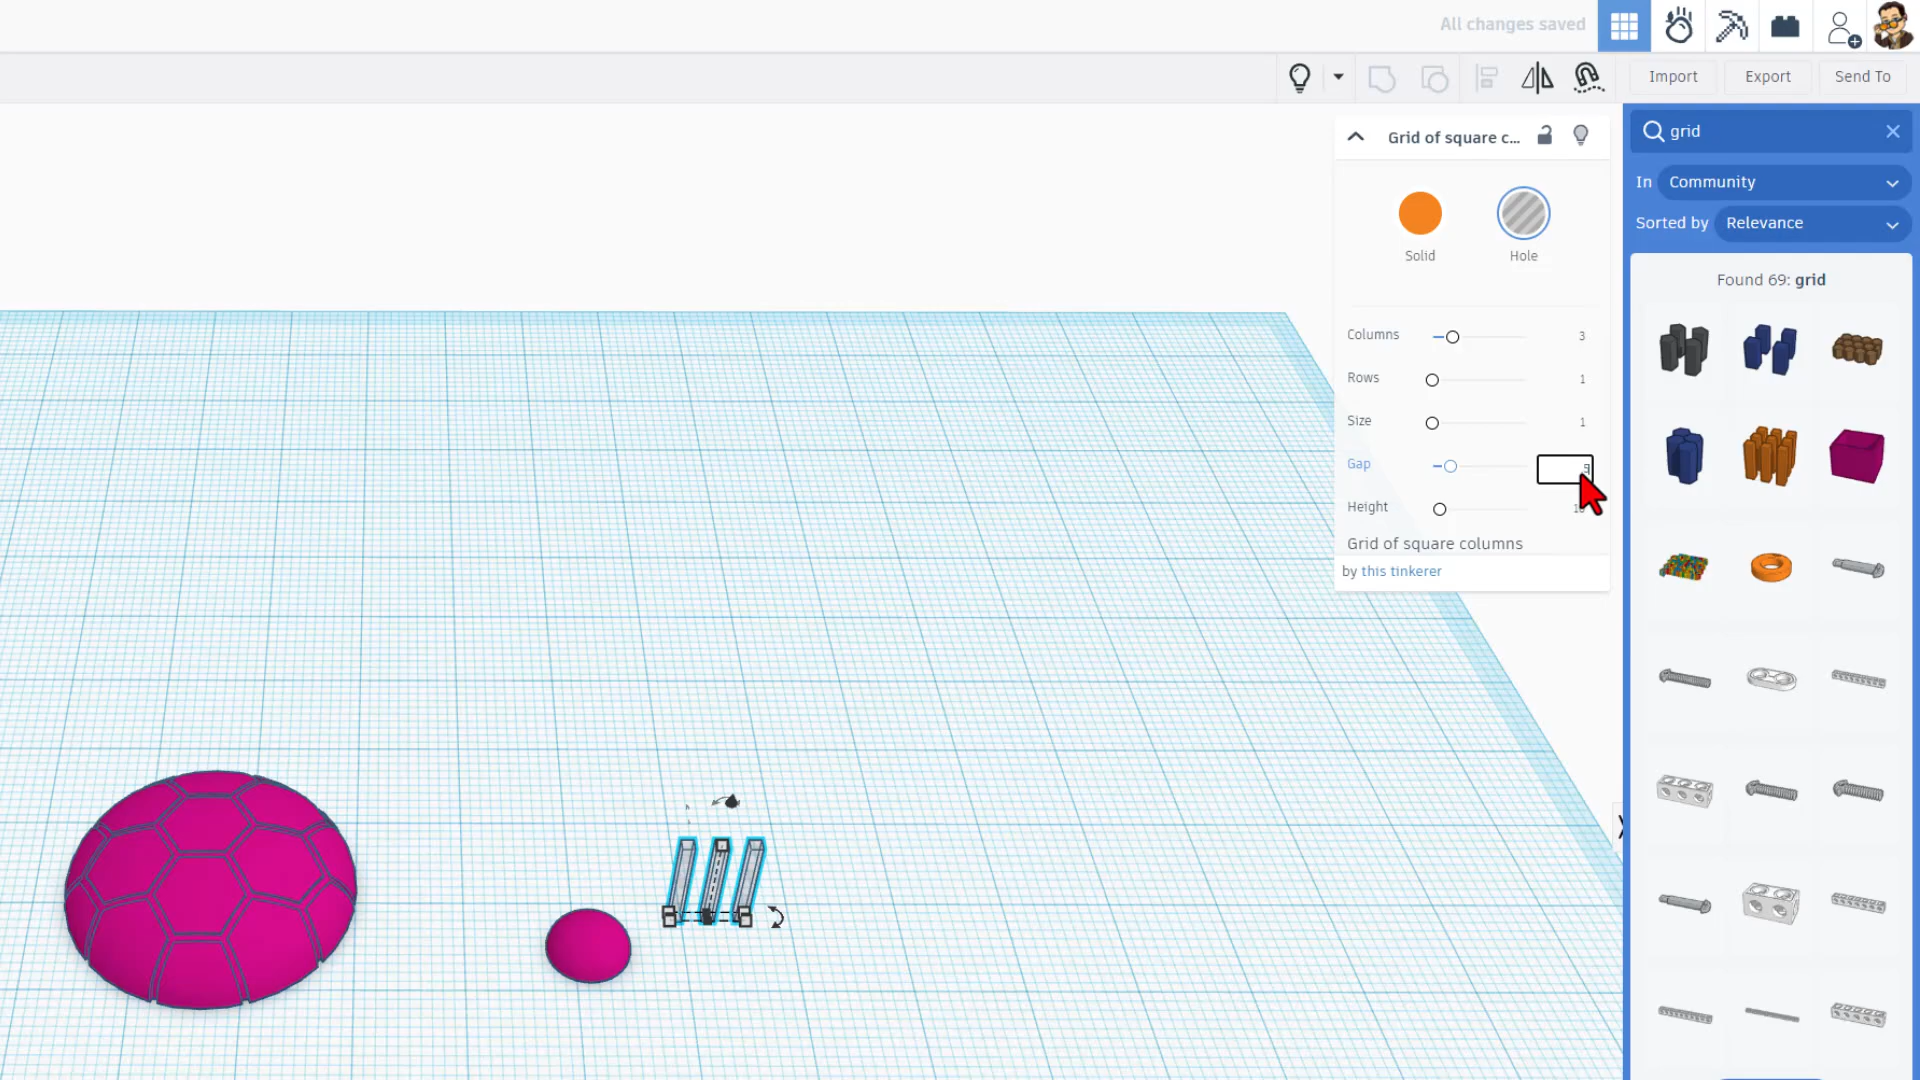 All changes saved
Import
Export
Send To
Grid of square c...
Solid
Hole
Columns 3
Rows 1
Size 1
Gap
Height
Grid of square columns
by this tinkerer
grid
In Community
Sorted by Relevance
Found 69: grid